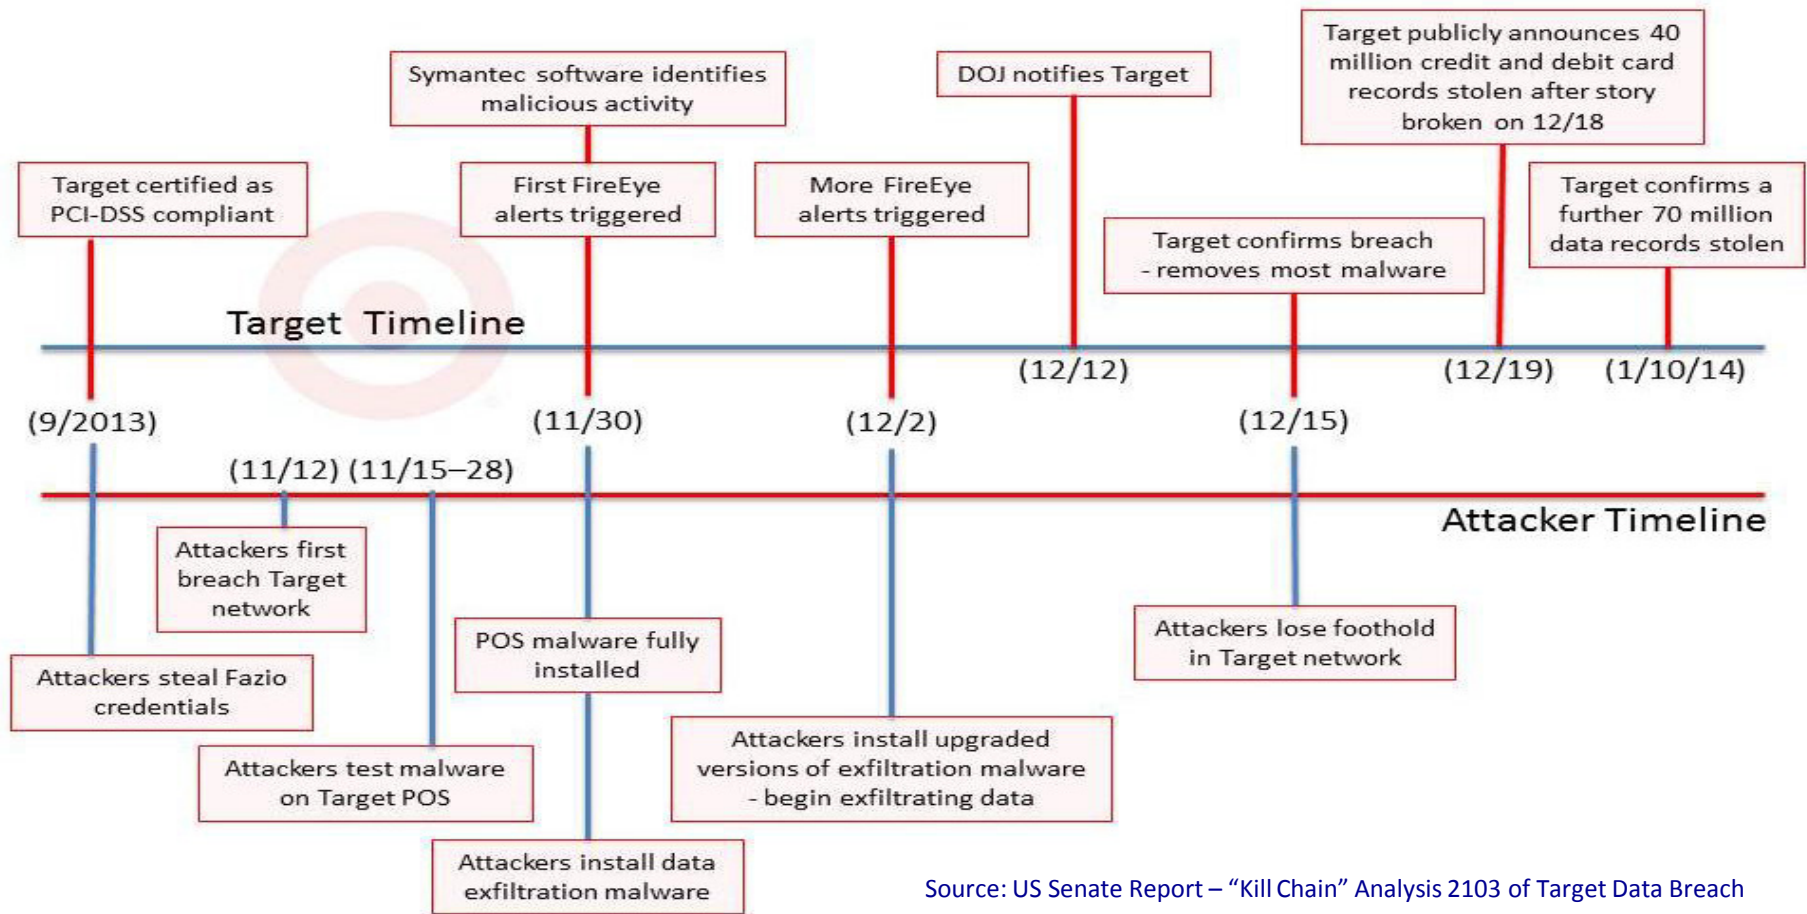 Target publicly announces 40
million credit and debit card
records stolen after story
broken on 12/18
Symantec software identifies
malicious activity
DOJ notifies Target
Target certified as
PCI-DSS compliant
First FireEye
alerts triggered
More FireEye
alerts triggered
Target confirms breach
- removes most malware
Target confirms a
further 70 million
data records stolen
Target Timeline
(12/12)
(12/19)
(1/10/14)
(9/2013)
(11/30)
(12/2)
(12/15)
(11/12)
(11/15–28)
Attacker Timeline
Attackers first
breach Target
network
Attackers steal Fazio
credentials
POS malware fully
installed
Attackers lose foothold
in Target network
Attackers test malware
on Target POS
Attackers install upgraded
versions of exfiltration malware
- begin exfiltrating data
Attackers install data
exfiltration malware
Source: US Senate Report – “Kill Chain” Analysis 2103 of Target Data Breach